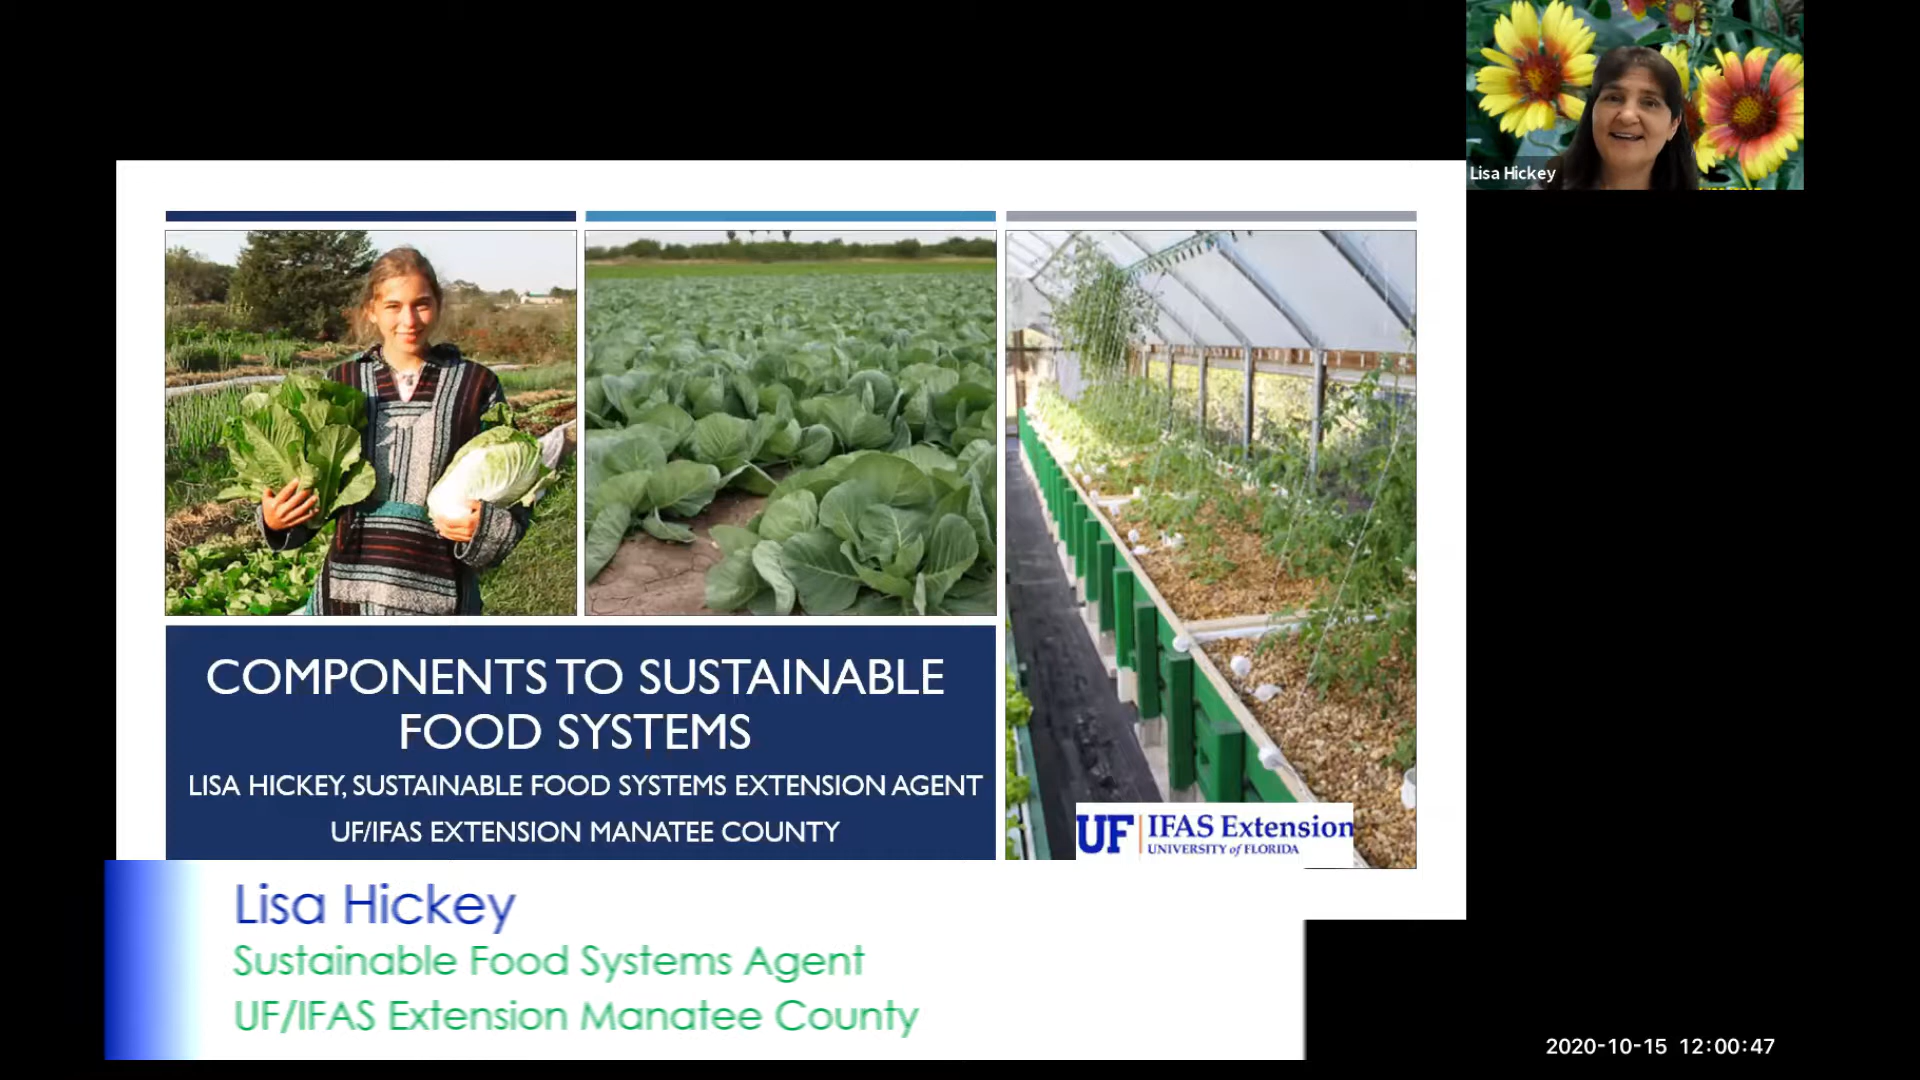 Lisa Hickey
COMPONENTS TO SUSTAINABLE
FOOD SYSTEMS
LISA HICKEY, SUSTAINABLE FOOD SYSTEMS EXTENSION AGENT
UF/IFAS EXTENSION MANATEE COUNTY
UF IFAS Extension
UNIVERSITY of FLORIDA
Lisa Hickey
Sustainable Food Systems Agent
UF/IFAS Extension Manatee County
2020-10-15 12:00:47